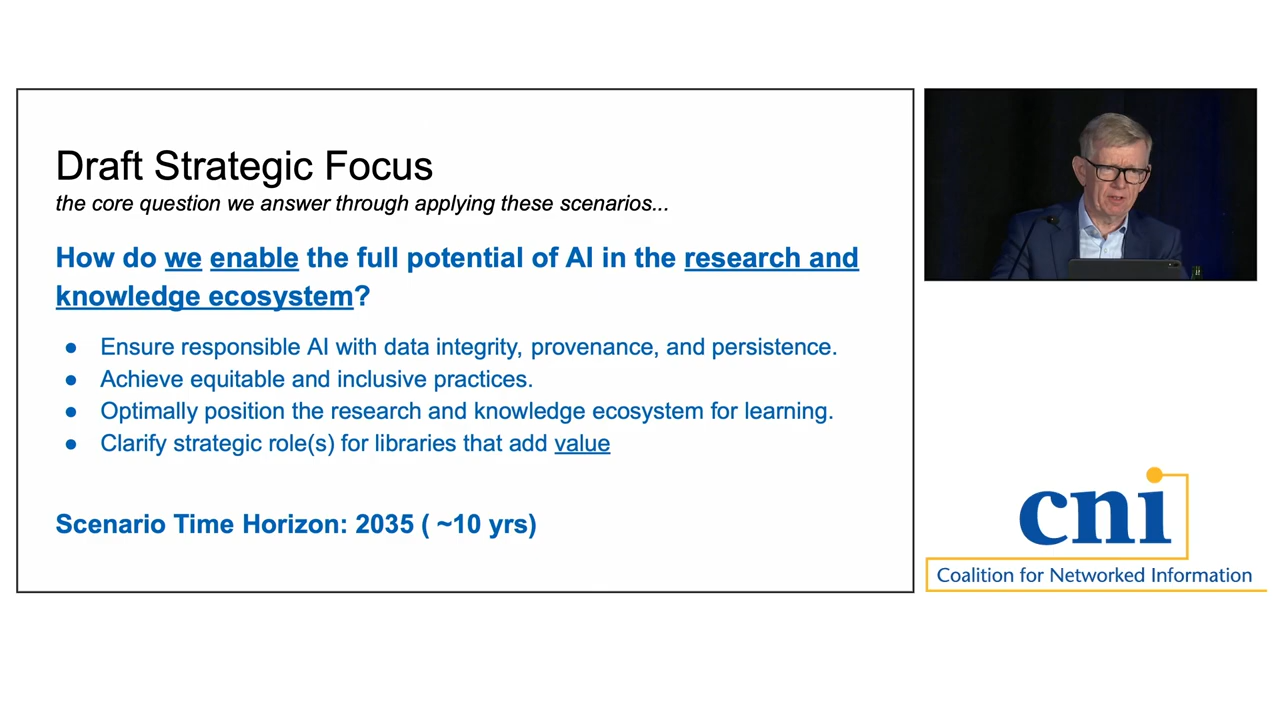 Draft Strategic Focus
the core question we answer through applying these scenarios...
How do we enable the full potential of AI in the research and
knowledge ecosystem?
● Ensure responsible AI with data integrity, provenance, and persistence.
● Achieve equitable and inclusive practices.
● Optimally position the research and knowledge ecosystem for learning.
● Clarify strategic role(s) for libraries that add value
Scenario Time Horizon: 2035 ( ~10 yrs)
cni
Coalition for Networked Information